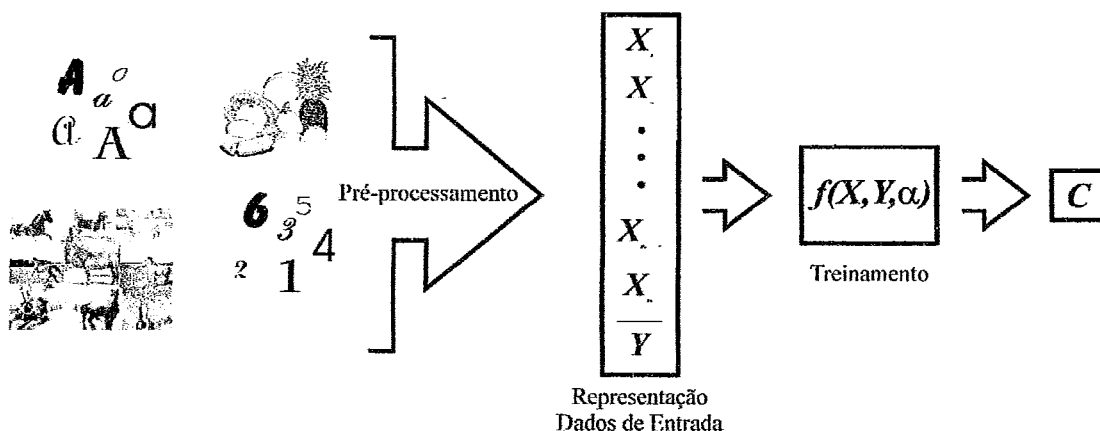 A
a
o
a
a
A
6
3
5
4
2
1
Pré-processamento
X
X
X
X
Y
Representação
Dados de Entrada
f(X,Y,α)
Treinamento
C